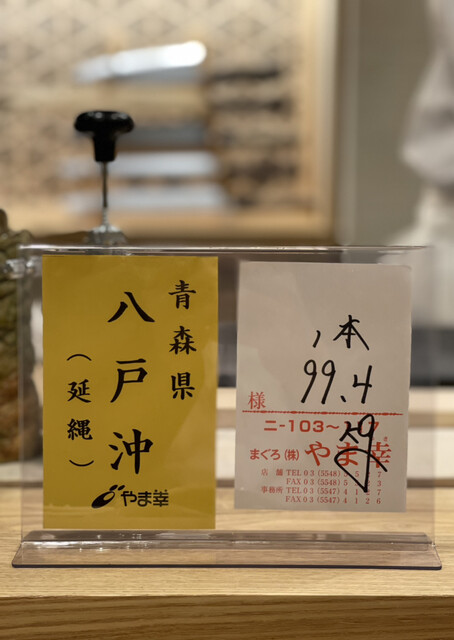 青森県
八戸沖
(延縄)
やま幸
1本
99.4
様
ニ-103~
まぐろ(株) やま幸
店舗 TEL 03 (5548)
FAX 03 (5548)
事務所 TEL 03 (5547) 4127
FAX 03 (5547) 4126